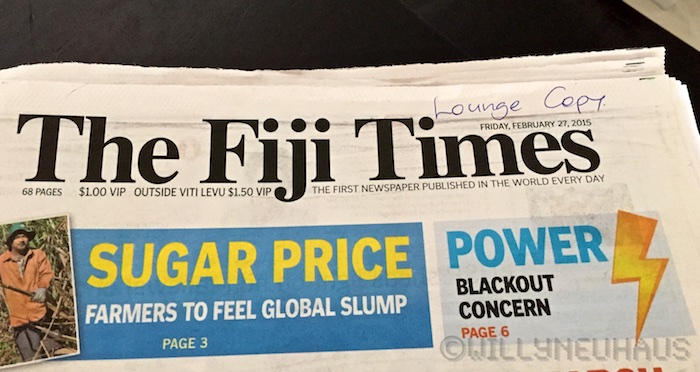 Lounge Copy.
The Fiji Times
FRIDAY, FEBRUARY 27, 2015
68 PAGES $1.00 VIP OUTSIDE VITI LEVU $1.50 VIP THE FIRST NEWSPAPER PUBLISHED IN THE WORLD EVERY DAY
SUGAR PRICE
FARMERS TO FEEL GLOBAL SLUMP
PAGE 3
POWER
BLACKOUT
CONCERN
PAGE 6
©WILLYNEUHAUS